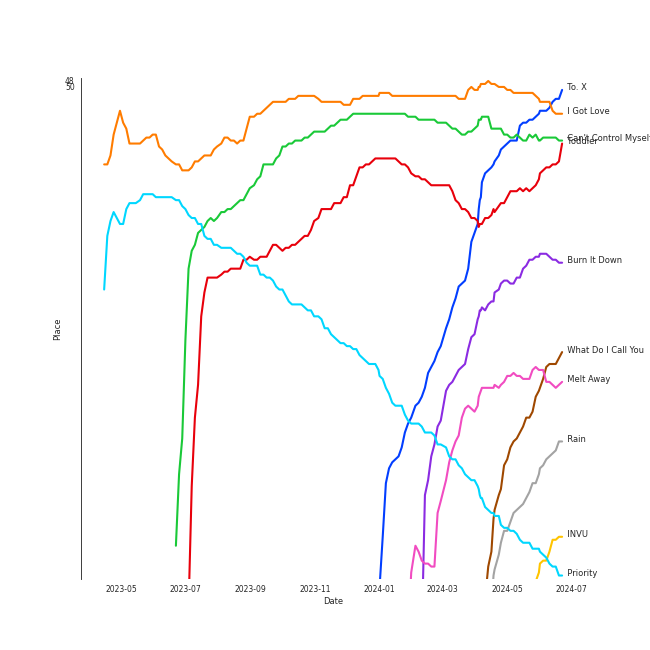 48
50
Place
To. X
I Got Love
Can't Control Myself
Toddler
Burn It Down
What Do I Call You
Melt Away
Rain
INVU
Priority
2023-05 2023-07 2023-09 2023-11 2024-01 2024-03 2024-05 2024-07
Date